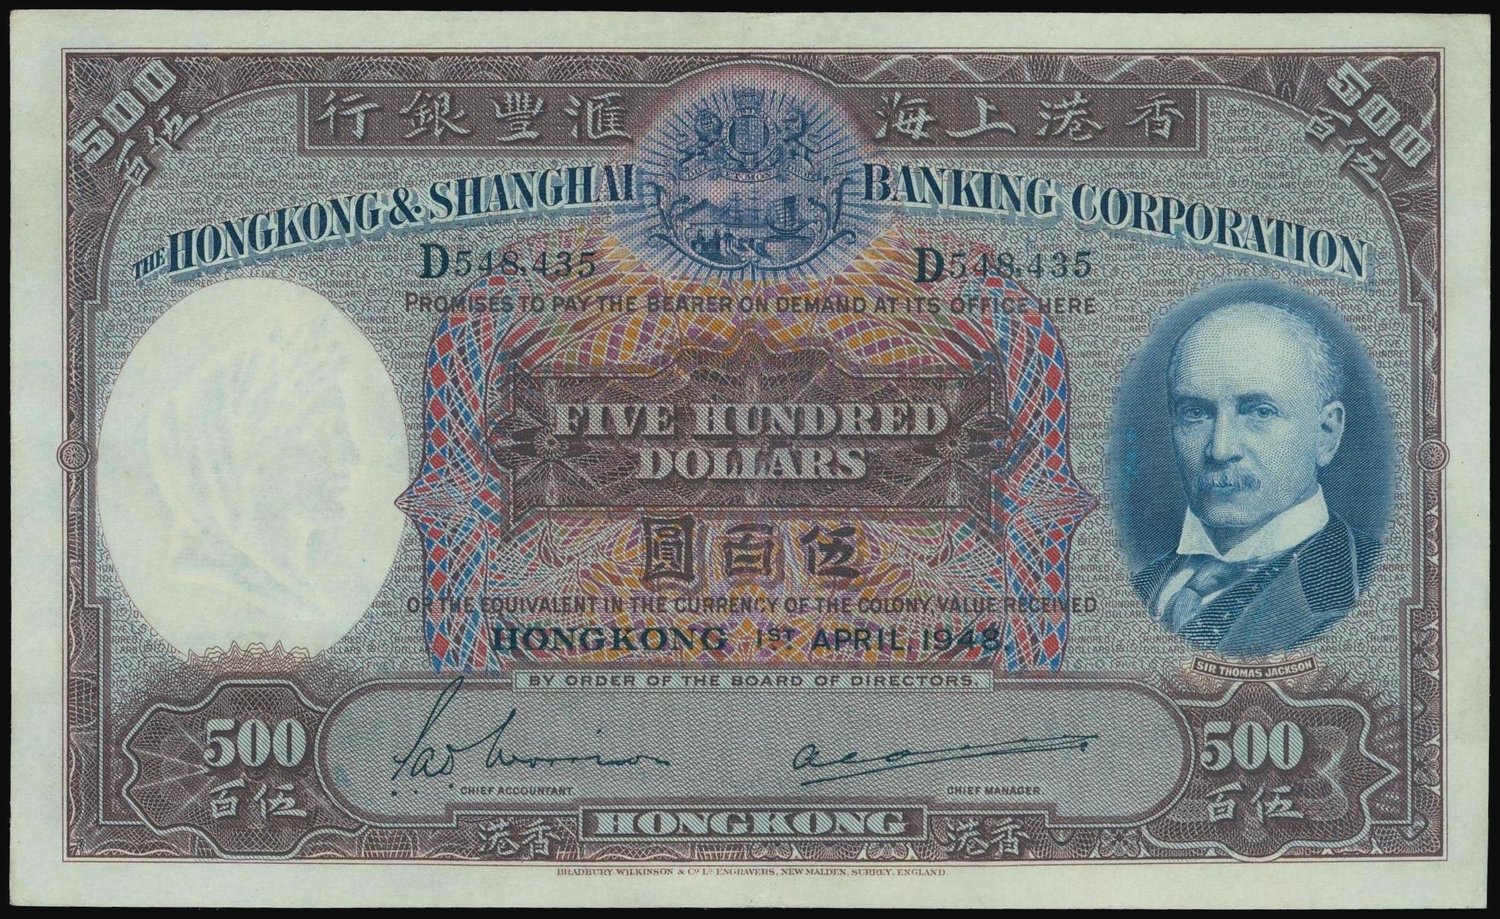 500
伍百
500
伍百
香港上海滙豐銀行
THE HONGKONG & SHANGHAI BANKING CORPORATION
D548,435 D548,435
PROMISES TO PAY THE BEARER ON DEMAND AT ITS OFFICE HERE
FIVE HUNDRED
DOLLARS
伍百圓
OR THE EQUIVALENT IN THE CURRENCY OF THE COLONY, VALUE RECEIVED
HONGKONG 1ST APRIL, 1948.
SIR THOMAS JACKSON
BY ORDER OF THE BOARD OF DIRECTORS.
500
伍百
500
伍百
CHIEF ACCOUNTANT CHIEF MANAGER.
香港 HONGKONG 香港
BRADBURY, WILKINSON & Co Ld ENGRAVERS, NEW MALDEN, SURREY, ENGLAND.